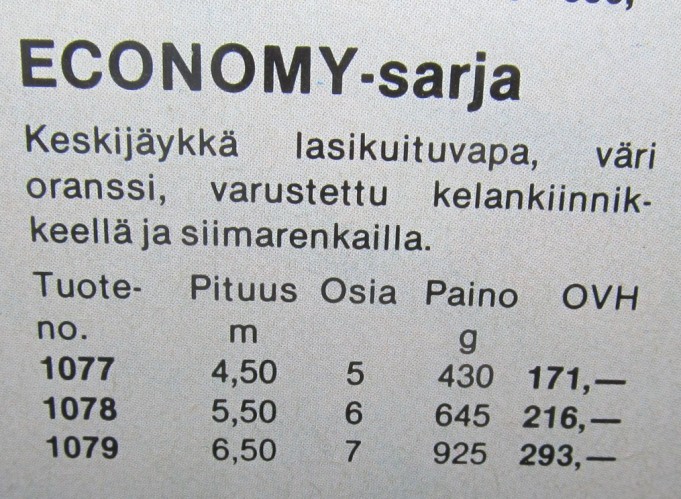 ECONOMY-sarja
Keskijäykkä lasikuituvapa, väri
oranssi, varustettu kelankiinnik-
keellä ja siimarenkailla.
Tuote- Pituus Osia Paino OVH
no. m g
1077 4,50 5 430 171,—
1078 5,50 6 645 216,—
1079 6,50 7 925 293,—